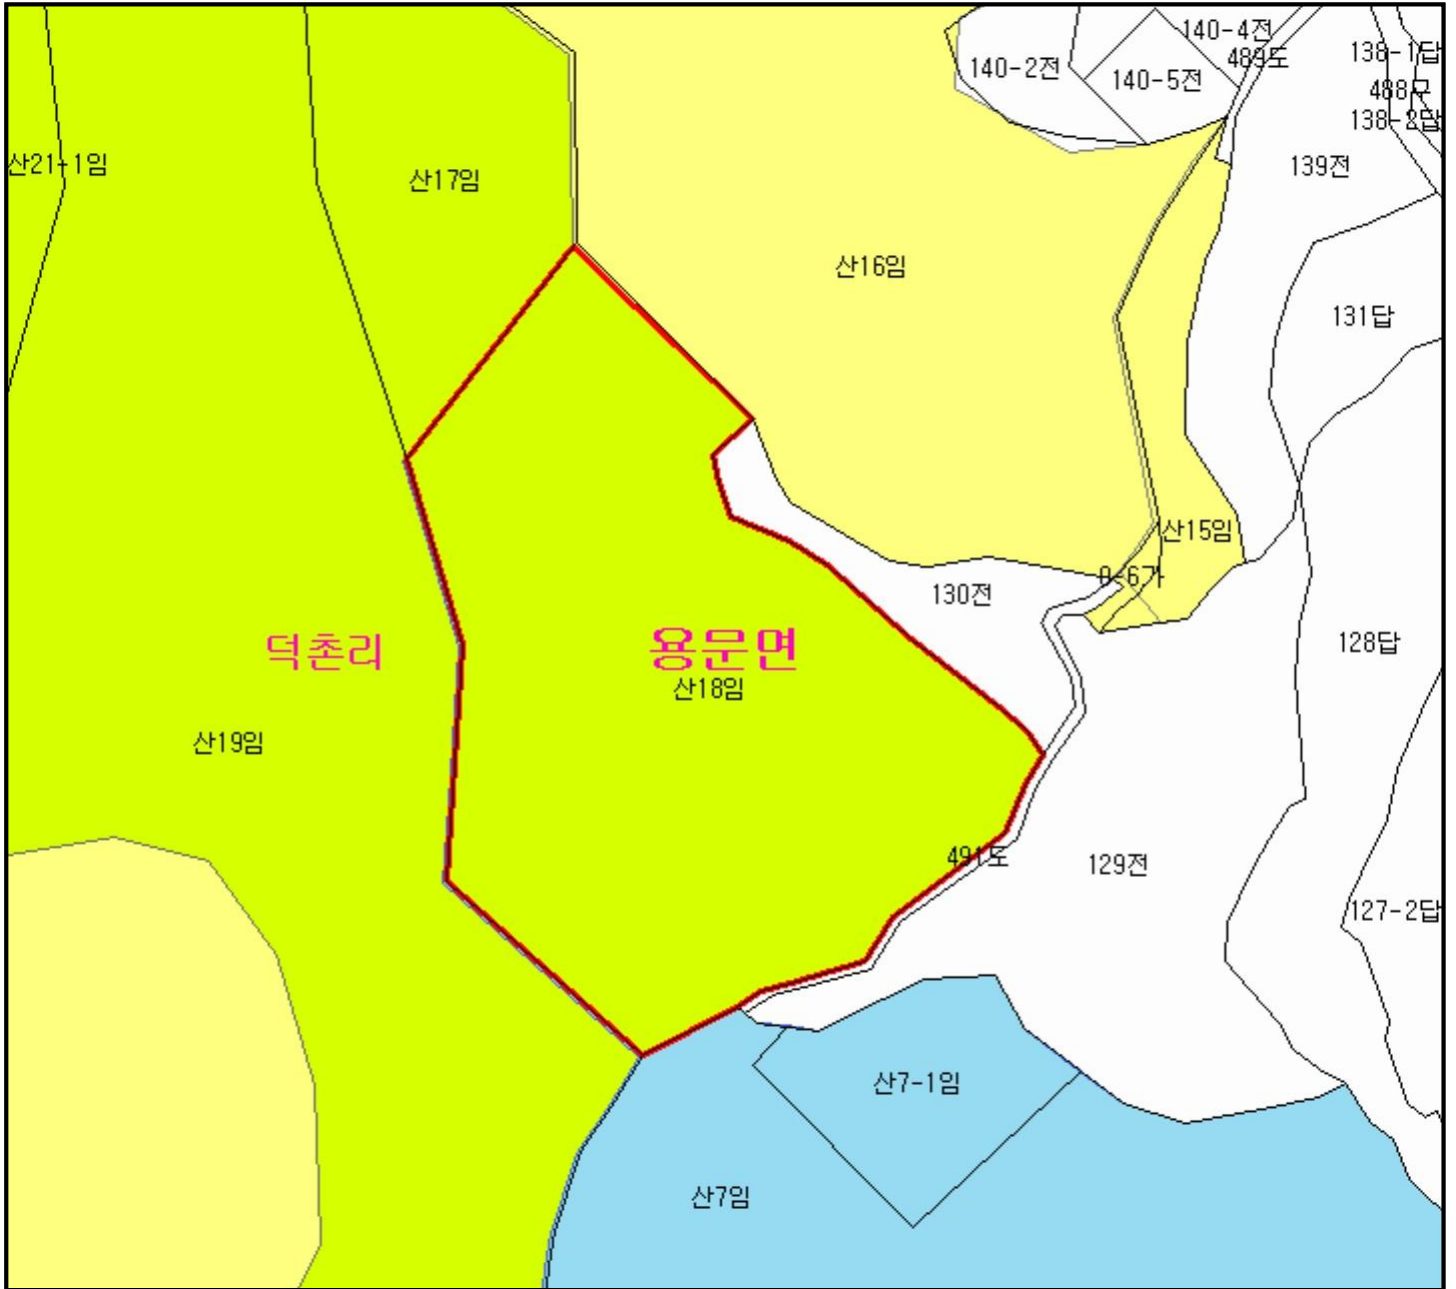 140-4전
489도
138-1답
140-2전
140-5전
488구
138-2답
산21-1임
산17임
139전
산16임
131답
산15임
130전
128답
덕촌리
용문면
산18임
산19임
491도
129전
127-2답
산7-1임
산7임